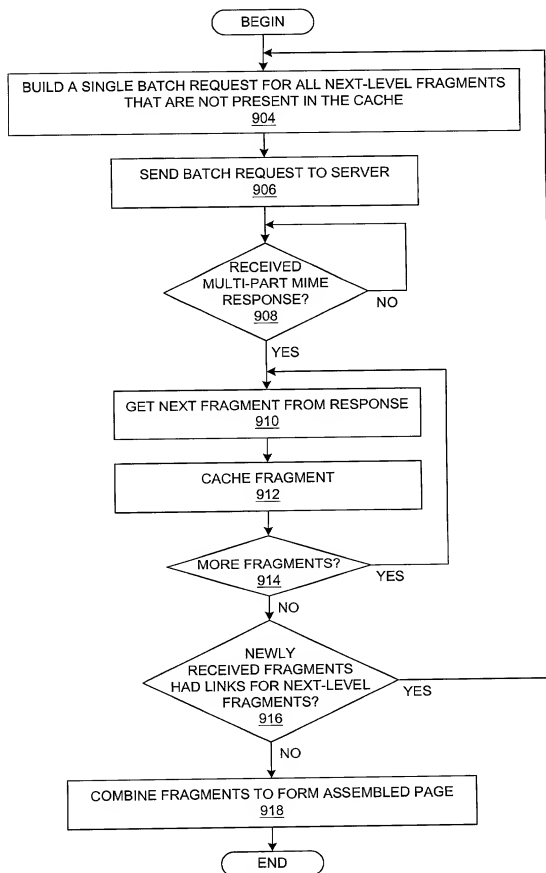 BEGIN
BUILD A SINGLE BATCH REQUEST FOR ALL NEXT-LEVEL FRAGMENTS
THAT ARE NOT PRESENT IN THE CACHE
904
SEND BATCH REQUEST TO SERVER
906
RECEIVED
MULTI-PART MIME
RESPONSE?
908
NO
YES
GET NEXT FRAGMENT FROM RESPONSE
910
CACHE FRAGMENT
912
MORE FRAGMENTS?
914
YES
NO
NEWLY
RECEIVED FRAGMENTS
HAD LINKS FOR NEXT-LEVEL
FRAGMENTS?
916
YES
NO
COMBINE FRAGMENTS TO FORM ASSEMBLED PAGE
918
END